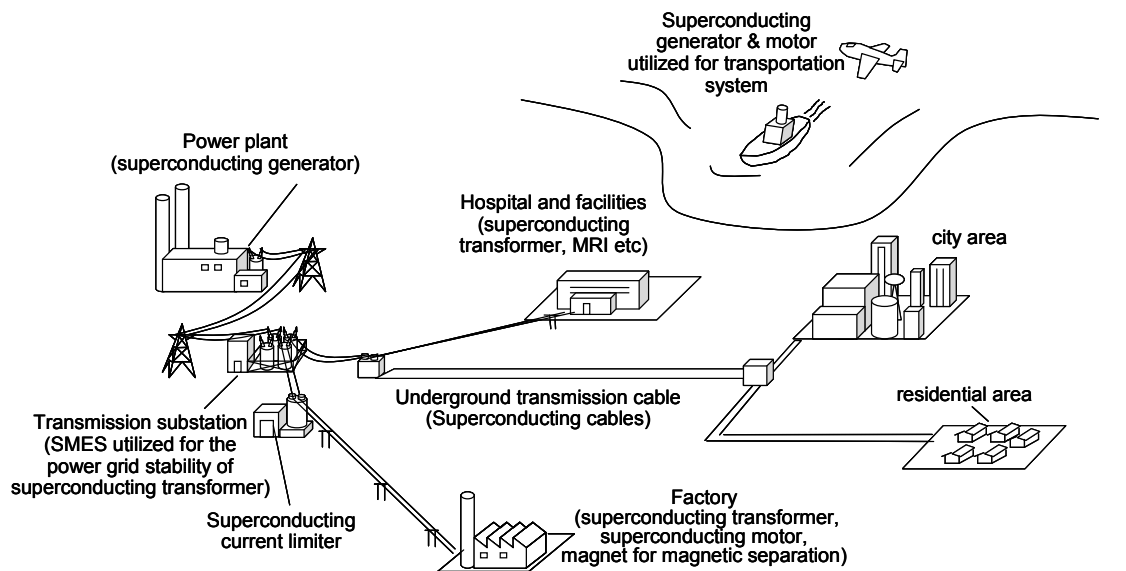 Superconducting
generator & motor
utilized for transportation
system
Power plant
(superconducting generator)
Hospital and facilities
(superconducting
transformer, MRI etc)
city area
Underground transmission cable
(Superconducting cables)
residential area
Transmission substation
(SMES utilized for the
power grid stability of
superconducting transformer)
Superconducting
current limiter
Factory
(superconducting transformer,
superconducting motor,
magnet for magnetic separation)